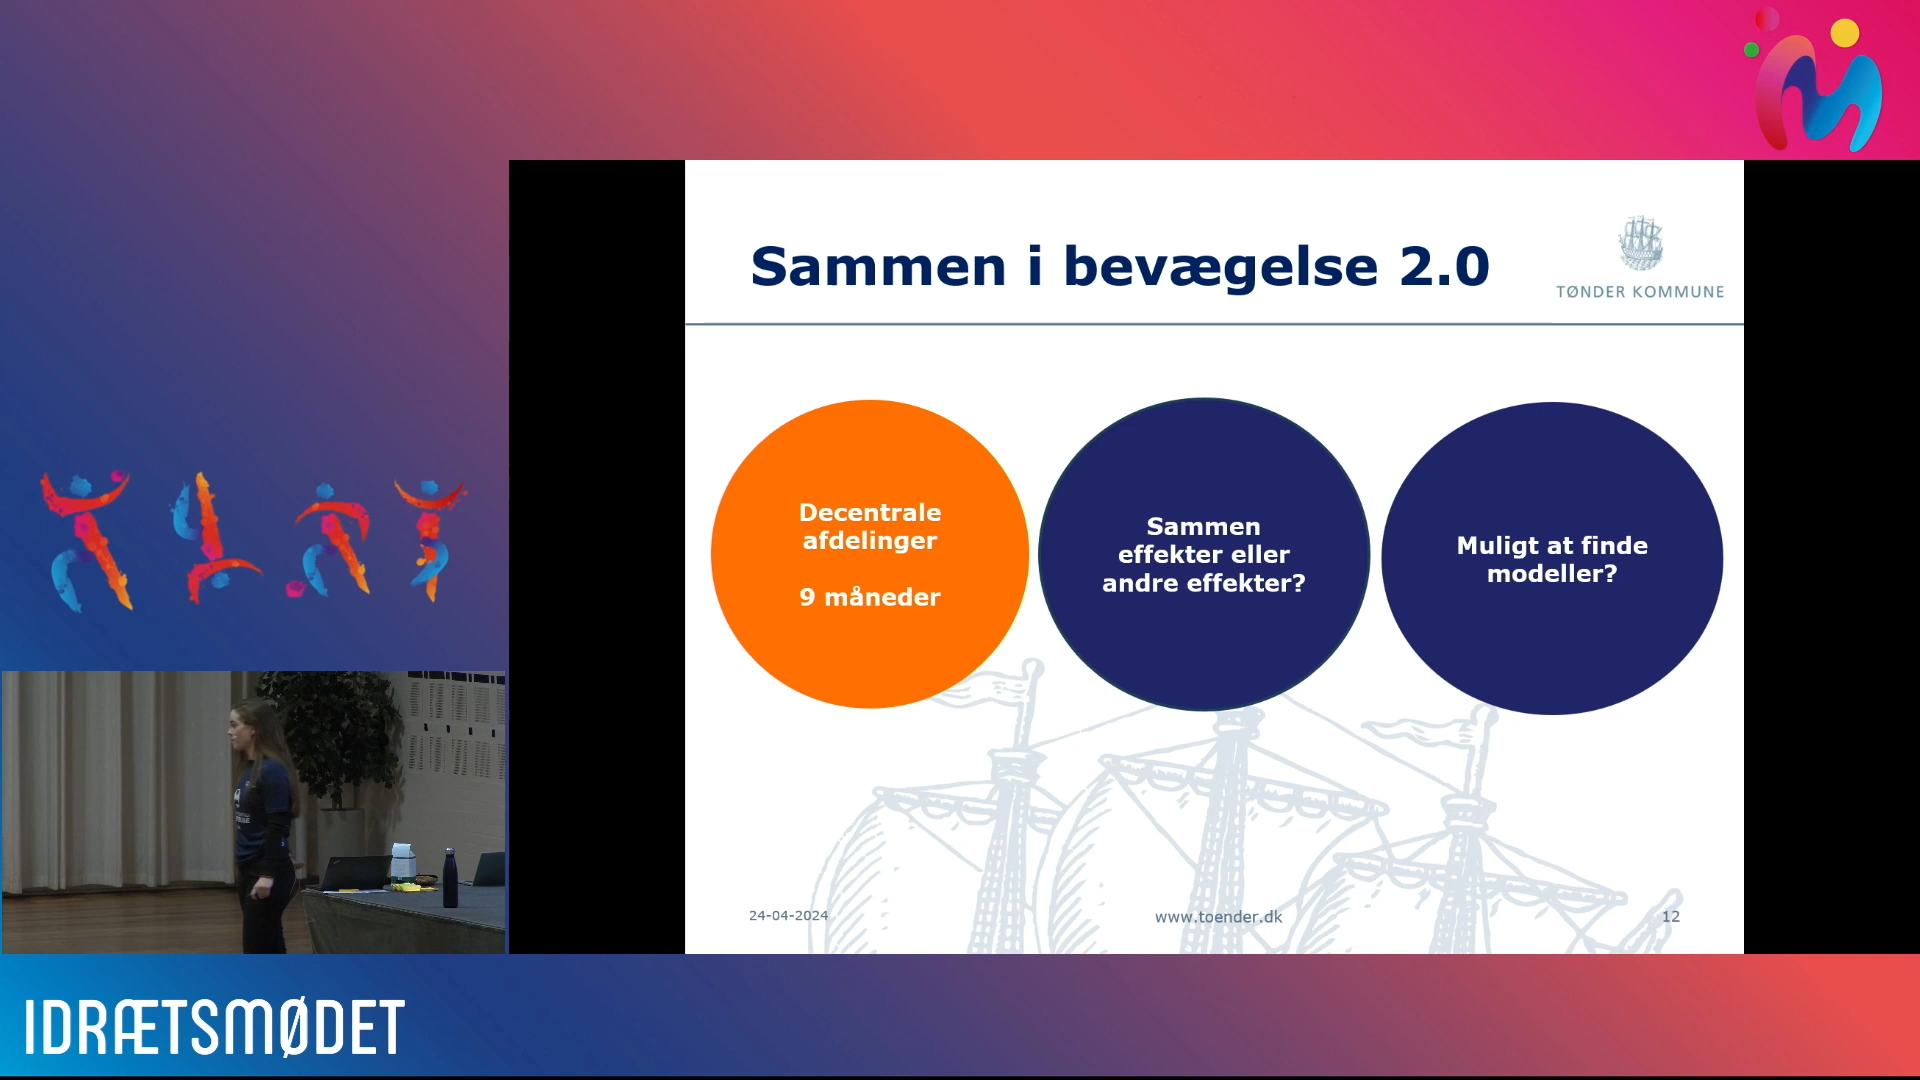 Sammen i bevægelse 2.0
TØNDER KOMMUNE
Decentrale
afdelinger
9 måneder
Sammen
effekter eller
andre effekter?
Muligt at finde
modeller?
24-04-2024
www.toender.dk
12
IDRÆTSMØDET